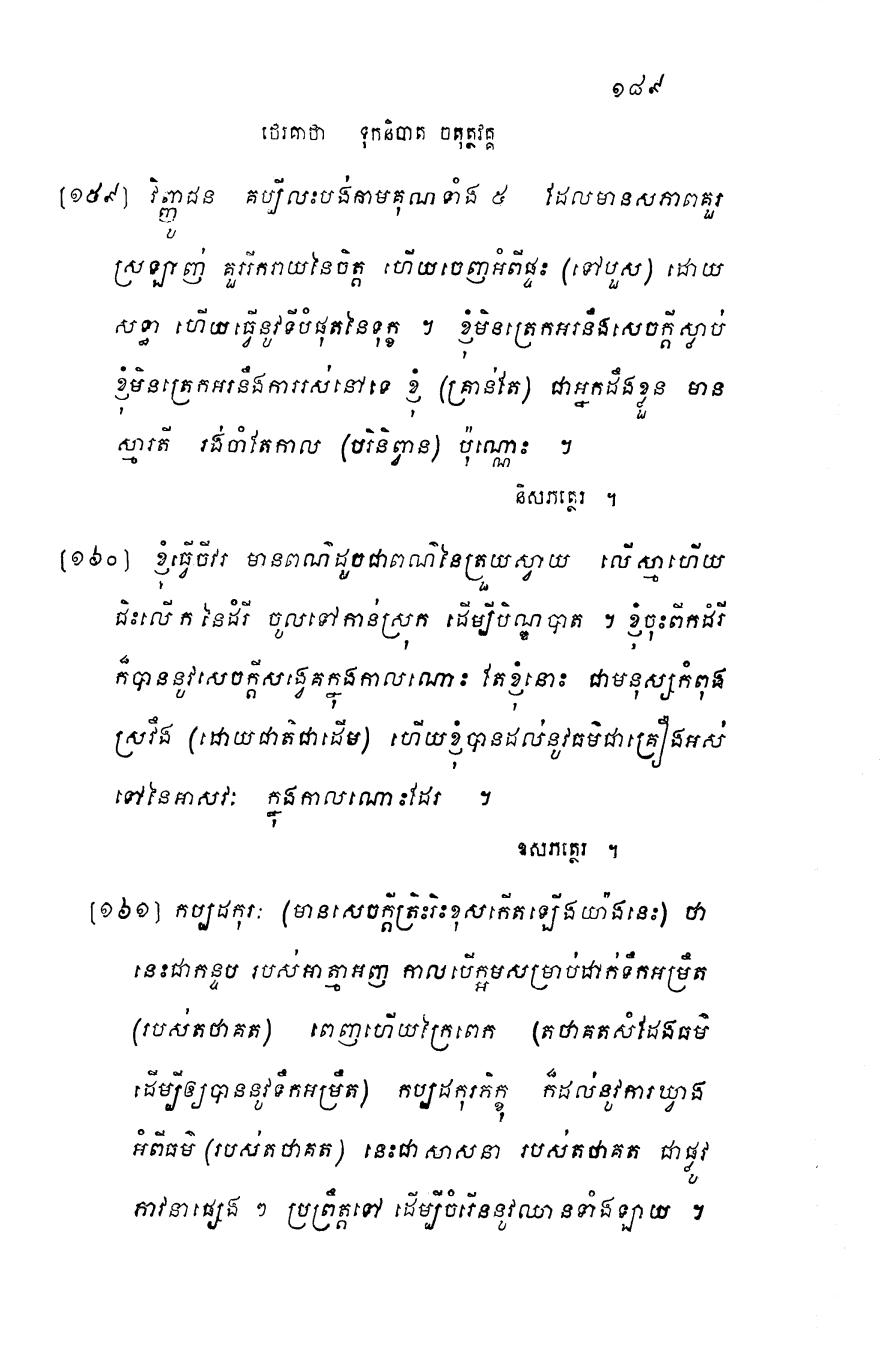 ១៨៩
ថេរគាថា ទុកនិបាត ចតុត្ថវគ្គ
[១៥៩] វិញ្ញូជន គប្បីលះបង់កាមគុណទាំង ៥ ដែលមានសភាពគួរ
ស្រឡាញ់ គួររីករាយនៃចិត្ត ហើយចេញអំពីផ្ទះ (ទៅបួស) ដោយ
សទ្ធា ហើយធ្វើនូវទីបំផុតនៃទុក្ខ ។ ខ្ញុំមិនត្រេកអរនឹងសេចក្តីស្លាប់
ខ្ញុំមិនត្រេកអរនឹងការរស់នៅទេ ខ្ញុំ (គ្រាន់តែ) ជាអ្នកដឹងខ្លួន មាន
ស្មារតី រង់ចាំតែកាល (បរិនិព្វាន) ប៉ុណ្ណោះ ។
និសភត្ថេរ ។
[១៦០] ខ្ញុំធ្វើចីវរ មានពណ៌ដូចជាពណ៌នៃត្រួយស្វាយ លើស្មាហើយ
ជិះលើ ក នៃដំរី ចូលទៅកាន់ស្រុក ដើម្បីបិណ្ឌបាត ។ ខ្ញុំចុះពីកដំរី
ក៏បាននូវសេចក្តីសង្វេគក្នុងកាលណោះ តែខ្ញុំនោះ ជាមនុស្សកំពុង
ស្រវឹង (ដោយជាតិជាដើម) ហើយខ្ញុំបានដល់នូវធម៌ជាគ្រឿងអស់
ទៅនៃអាសវៈ ក្នុងកាលណោះដែរ ។
ឧសភត្ថេរ ។
[១៦១] កប្បដកុរៈ (មានសេចក្តីត្រិះរិះខុសកើតឡើងយ៉ាងនេះ) ថា
នេះជាកន្ទួប របស់អាត្មាអញ កាលបើក្អមសម្រាប់ដាក់ទឹកអម្រឹត
(របស់តថាគត) ពេញហើយក្រៃពេក (តថាគតសំដែងធម៌
ដើម្បីឲ្យបាននូវទឹកអម្រឹត) កប្បដកុរភិក្ខុ ក៏ដល់នូវការឃ្វាង
អំពីធម៌ (របស់តថាគត) នេះជាសាសនា របស់តថាគត ជាផ្លូវ
ភាវនាផ្សេង ៗ ប្រព្រឹត្តទៅ ដើម្បីចំរើននូវឈានទាំងឡាយ ។